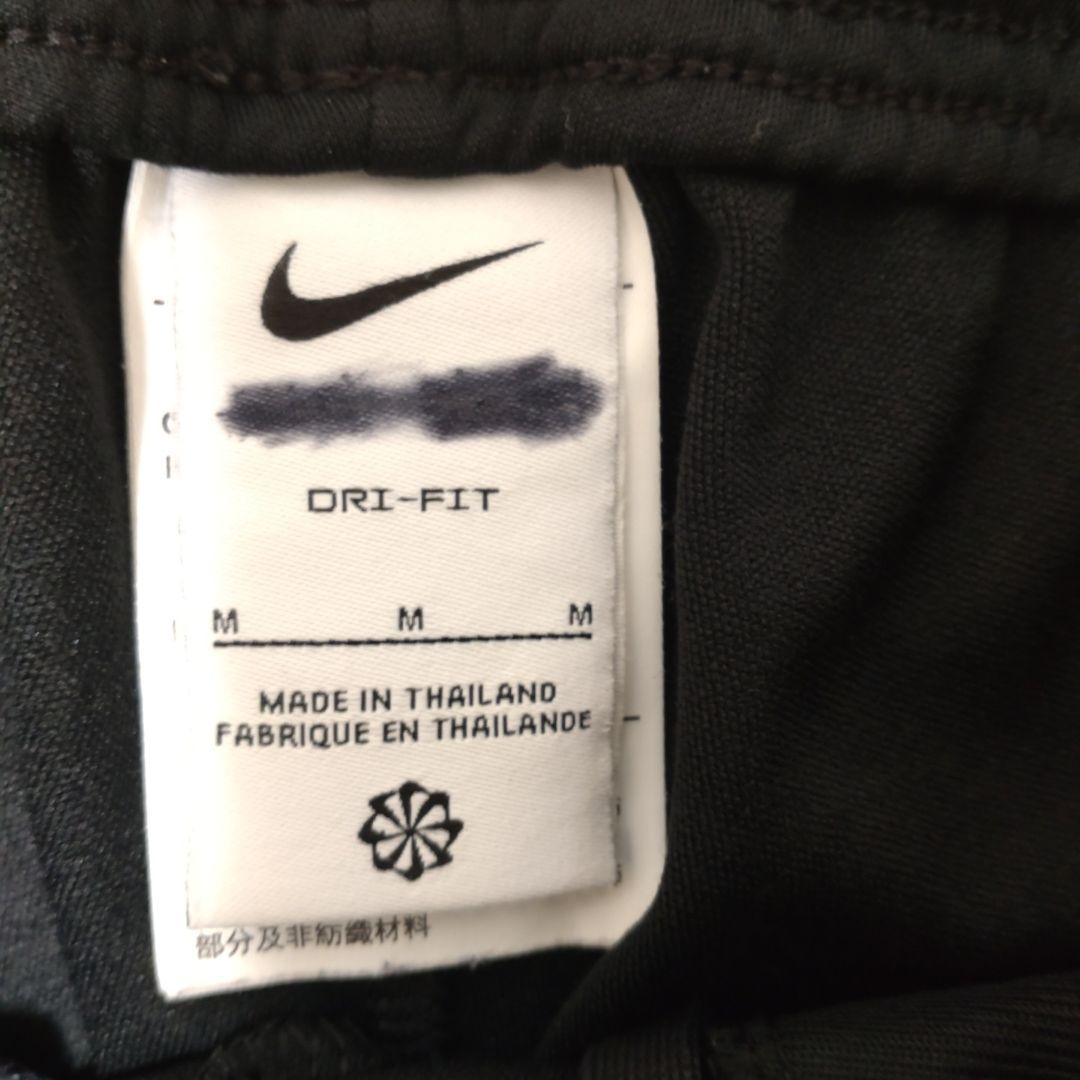 DRI-FIT
M M M
MADE IN THAILAND
FABRIQUE EN THAILANDE
部分及非紡織材料